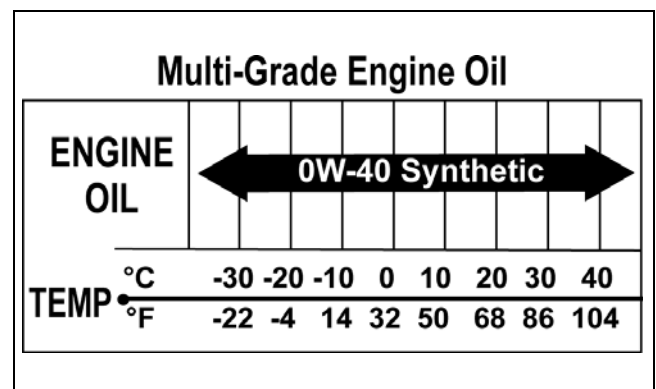 Multi-Grade Engine Oil
ENGINE
OIL
0W-40 Synthetic
TEMP
°C -30 -20 -10 0 10 20 30 40
°F -22 -4 14 32 50 68 86 104